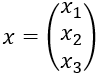 x = (x₁
x₂
x₃)